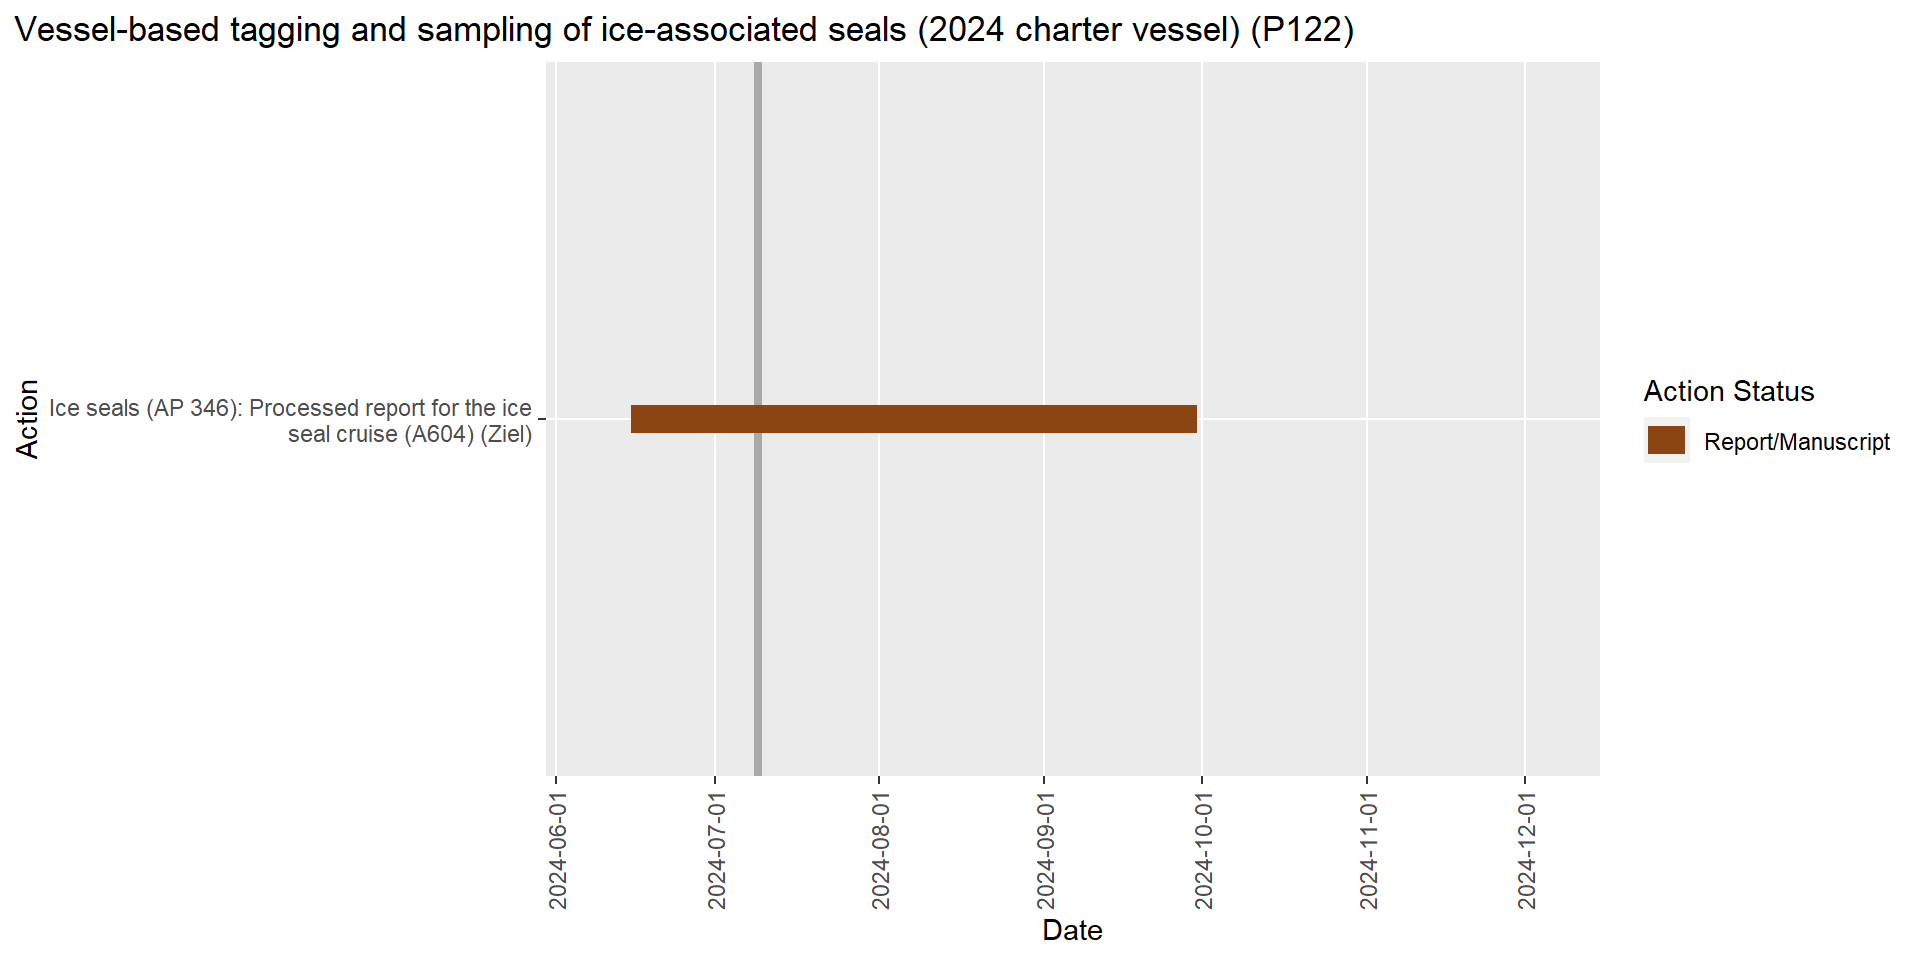 Vessel-based tagging and sampling of ice-associated seals (2024 charter vessel) (P122)
Action
Ice seals (AP 346): Processed report for the ice
seal cruise (A604) (Ziel)
Action Status
Report/Manuscript
2024-06-01
2024-07-01
2024-08-01
2024-09-01
2024-10-01
2024-11-01
2024-12-01
Date